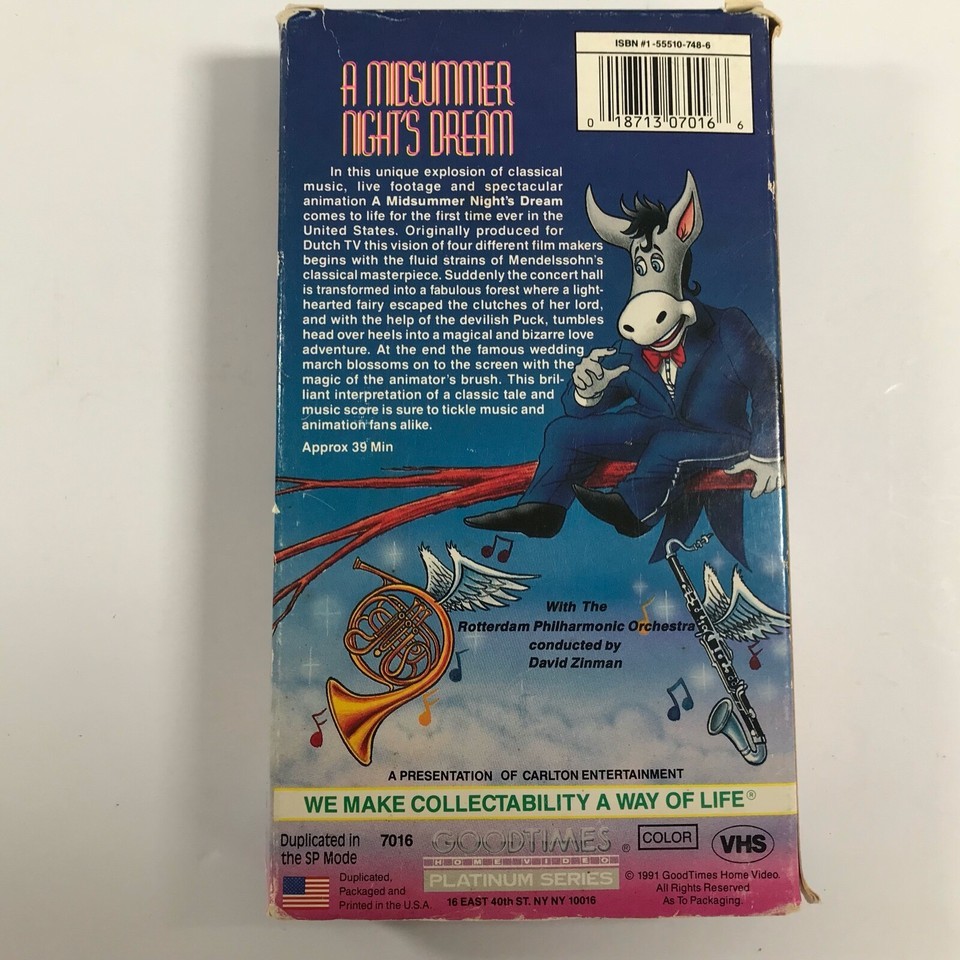 ISBN #1-55510-748-6
0 18713 07016 6
A MIDSUMMER
NIGHT'S DREAM
In this unique explosion of classical
music, live footage and spectacular
animation A Midsummer Night's Dream
comes to life for the first time ever in the
United States. Originally produced for
Dutch TV this vision of four different film makers
begins with the fluid strains of Mendelssohn's
classical masterpiece. Suddenly the concert hall
is transformed into a fabulous forest where a light-
hearted fairy escaped the clutches of her lord,
and with the help of the devilish Puck, tumbles
head over heels into a magical and bizarre love
adventure. At the end the famous wedding
march blossoms on to the screen with the
magic of the animator's brush. This bril-
liant interpretation of a classic tale and
music score is sure to tickle music and
animation fans alike.
Approx 39 Min
With The
Rotterdam Philharmonic Orchestra
conducted by
David Zinman
A PRESENTATION OF CARLTON ENTERTAINMENT
WE MAKE COLLECTABILITY A WAY OF LIFE®
Duplicated in
the SP Mode
7016
GOODTIMES ®
HOME VIDEO
PLATINUM SERIES
16 EAST 40th ST. NY NY 10016
COLOR
VHS
Duplicated,
Packaged and
Printed in the U.S.A.
© 1991 GoodTimes Home Video.
All Rights Reserved
As To Packaging.